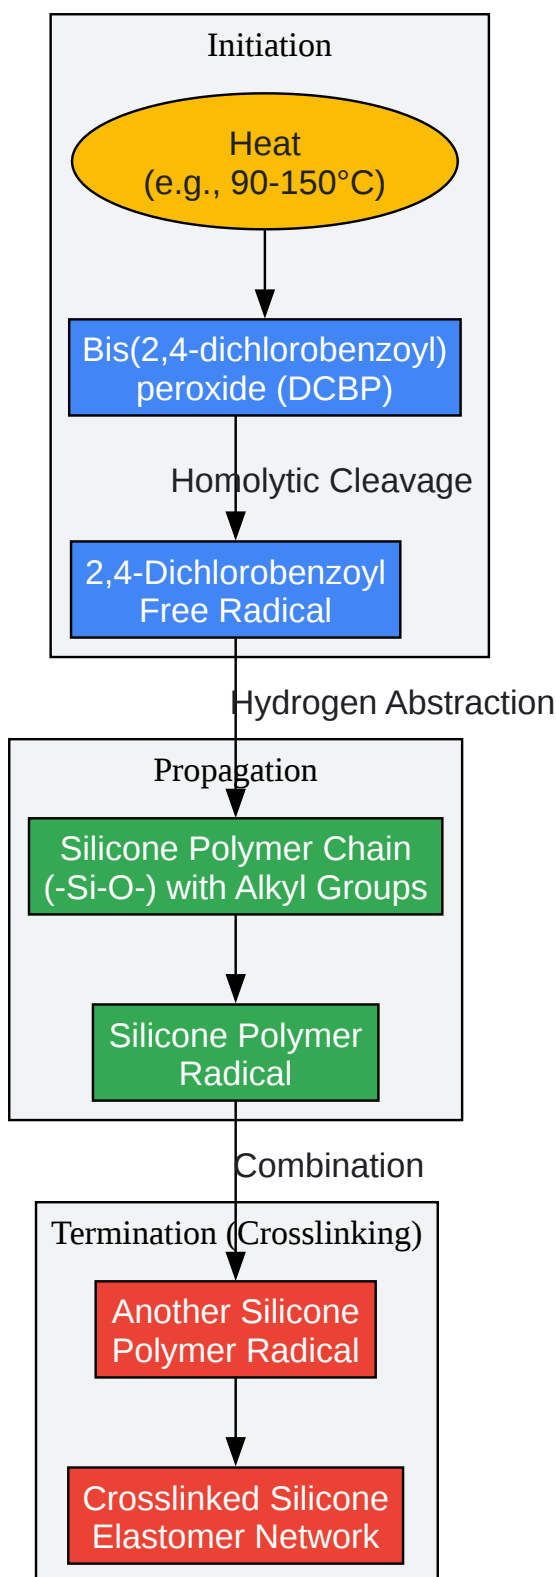 Initiation
Heat
(e.g., 90-150°C)
Bis(2,4-dichlorobenzoyl)
peroxide (DCBP)
Homolytic Cleavage
2,4-Dichlorobenzoyl
Free Radical
Hydrogen Abstraction
Propagation
Silicone Polymer Chain
(-Si-O-) with Alkyl Groups
Silicone Polymer
Radical
Combination
Termination (Crosslinking)
Another Silicone
Polymer Radical
Crosslinked Silicone
Elastomer Network